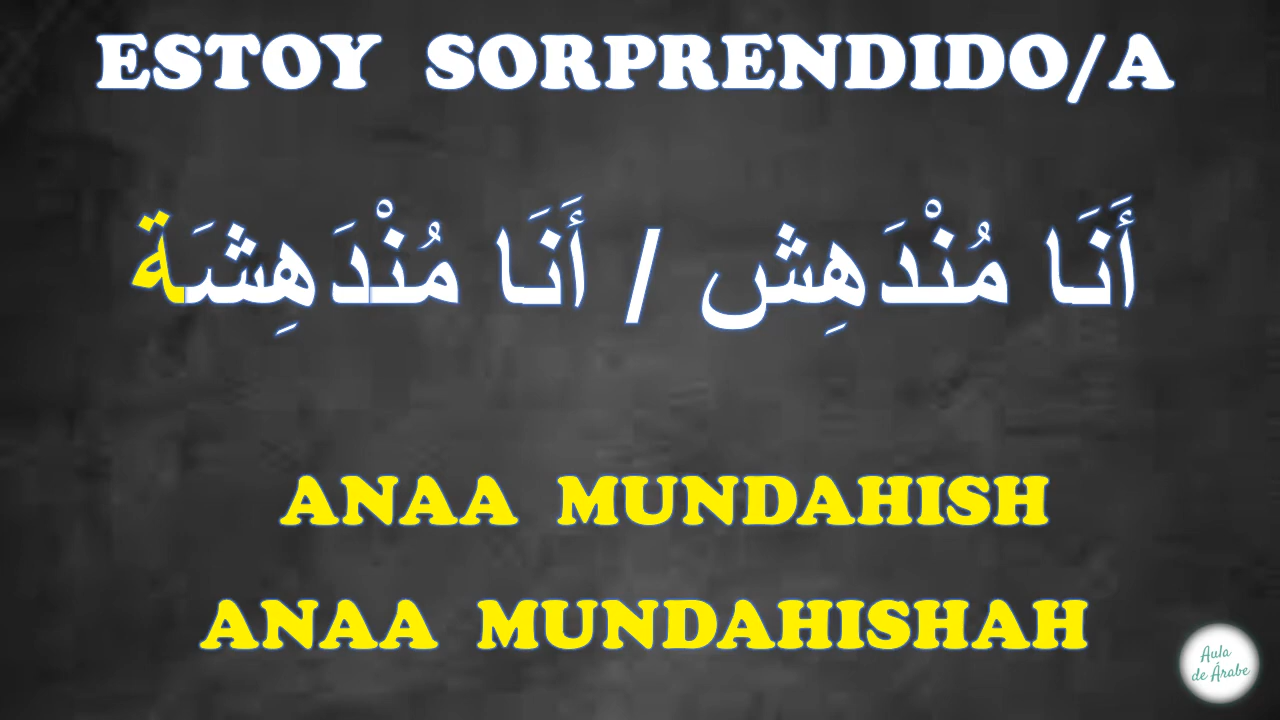 ESTOY SORPRENDIDO/A
أَنَا مُنْدَهِش / أَنَا مُنْدَهِشَة
ANAA MUNDAHISH
ANAA MUNDAHISHAH
Aula
de Árabe